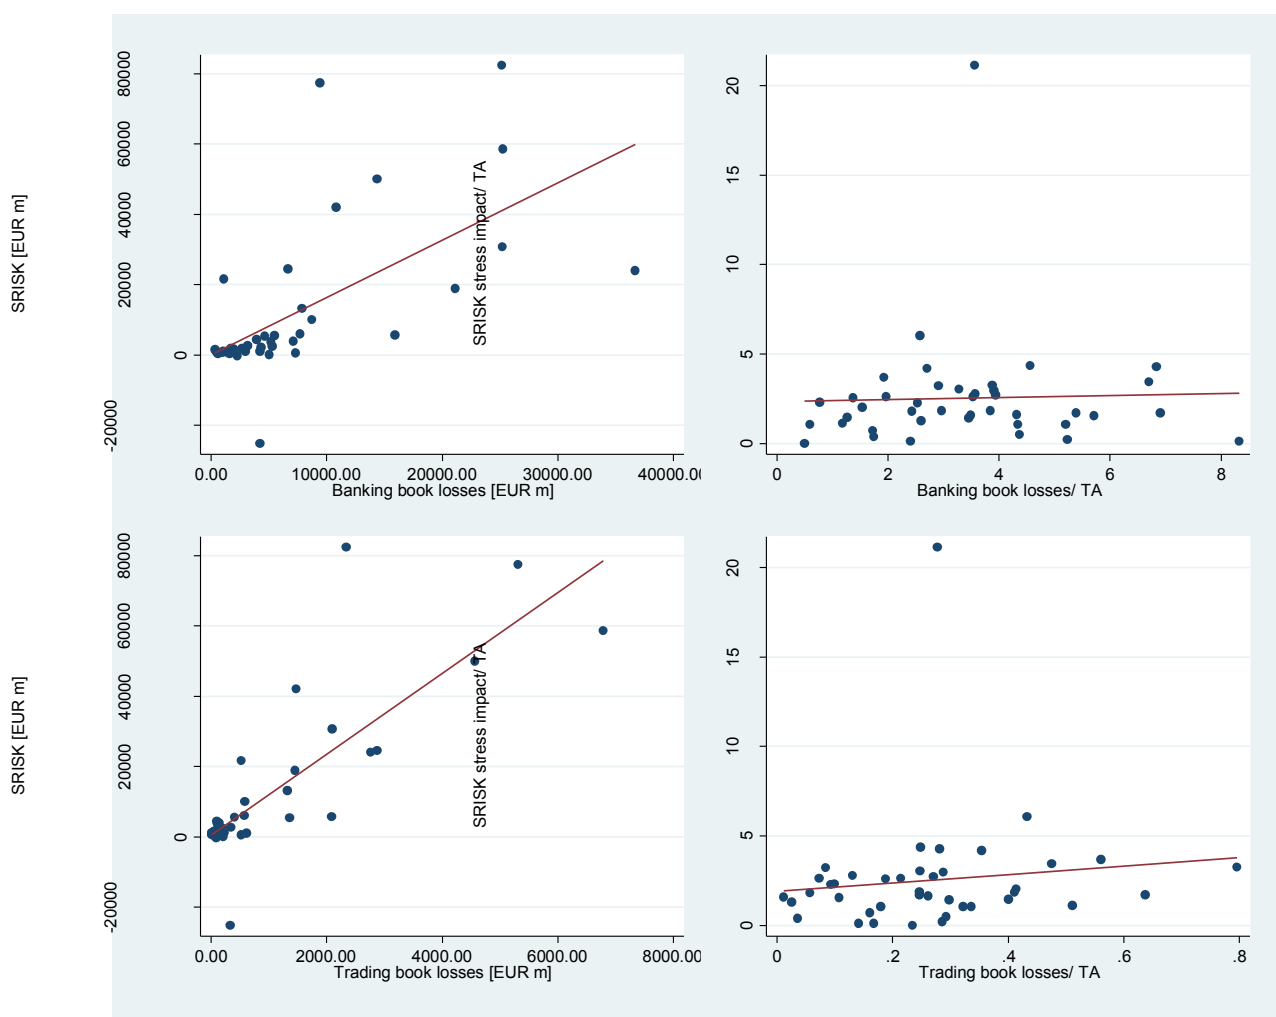 SRISK [EUR m]
80000
60000
40000
20000
0
-20000
0.00 10000.00 20000.00 30000.00 40000.0
Banking book losses [EUR m]
SRISK stress impact/ TA
20
15
10
5
0
0 2 4 6 8
Banking book losses/ TA
SRISK [EUR m]
80000
60000
40000
20000
0
-20000
0.00 2000.00 4000.00 6000.00 8000.00
Trading book losses [EUR m]
SRISK stress impact/ TA
20
15
10
5
0
0 .2 .4 .6 .8
Trading book losses/ TA